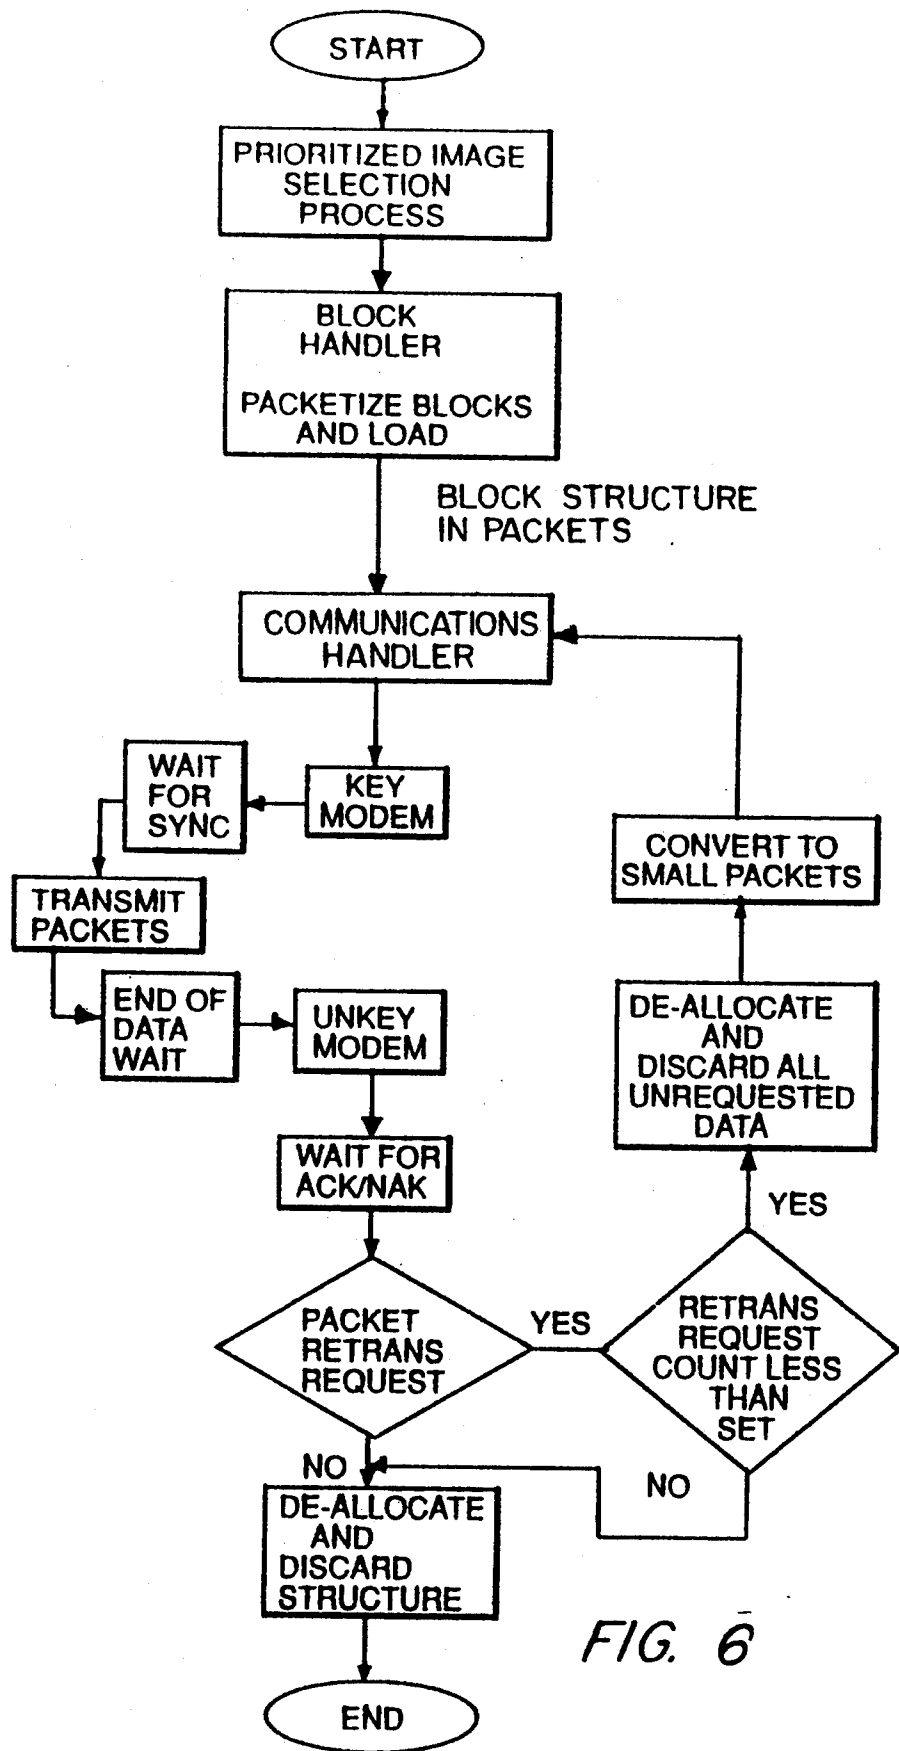 START
PRIORITIZED IMAGE
SELECTION
PROCESS
BLOCK
HANDLER
PACKETIZE BLOCKS
AND LOAD
BLOCK STRUCTURE
IN PACKETS
COMMUNICATIONS
HANDLER
KEY
MODEM
WAIT
FOR
SYNC
TRANSMIT
PACKETS
END OF
DATA
WAIT
UNKEY
MODEM
WAIT FOR
ACK/NAK
PACKET
RETRANS
REQUEST
YES
RETRANS
REQUEST
COUNT LESS
THAN
SET
YES
DE-ALLOCATE
AND
DISCARD ALL
UNREQUESTED
DATA
CONVERT TO
SMALL PACKETS
NO
NO
DE-ALLOCATE
AND
DISCARD
STRUCTURE
END
FIG. 6